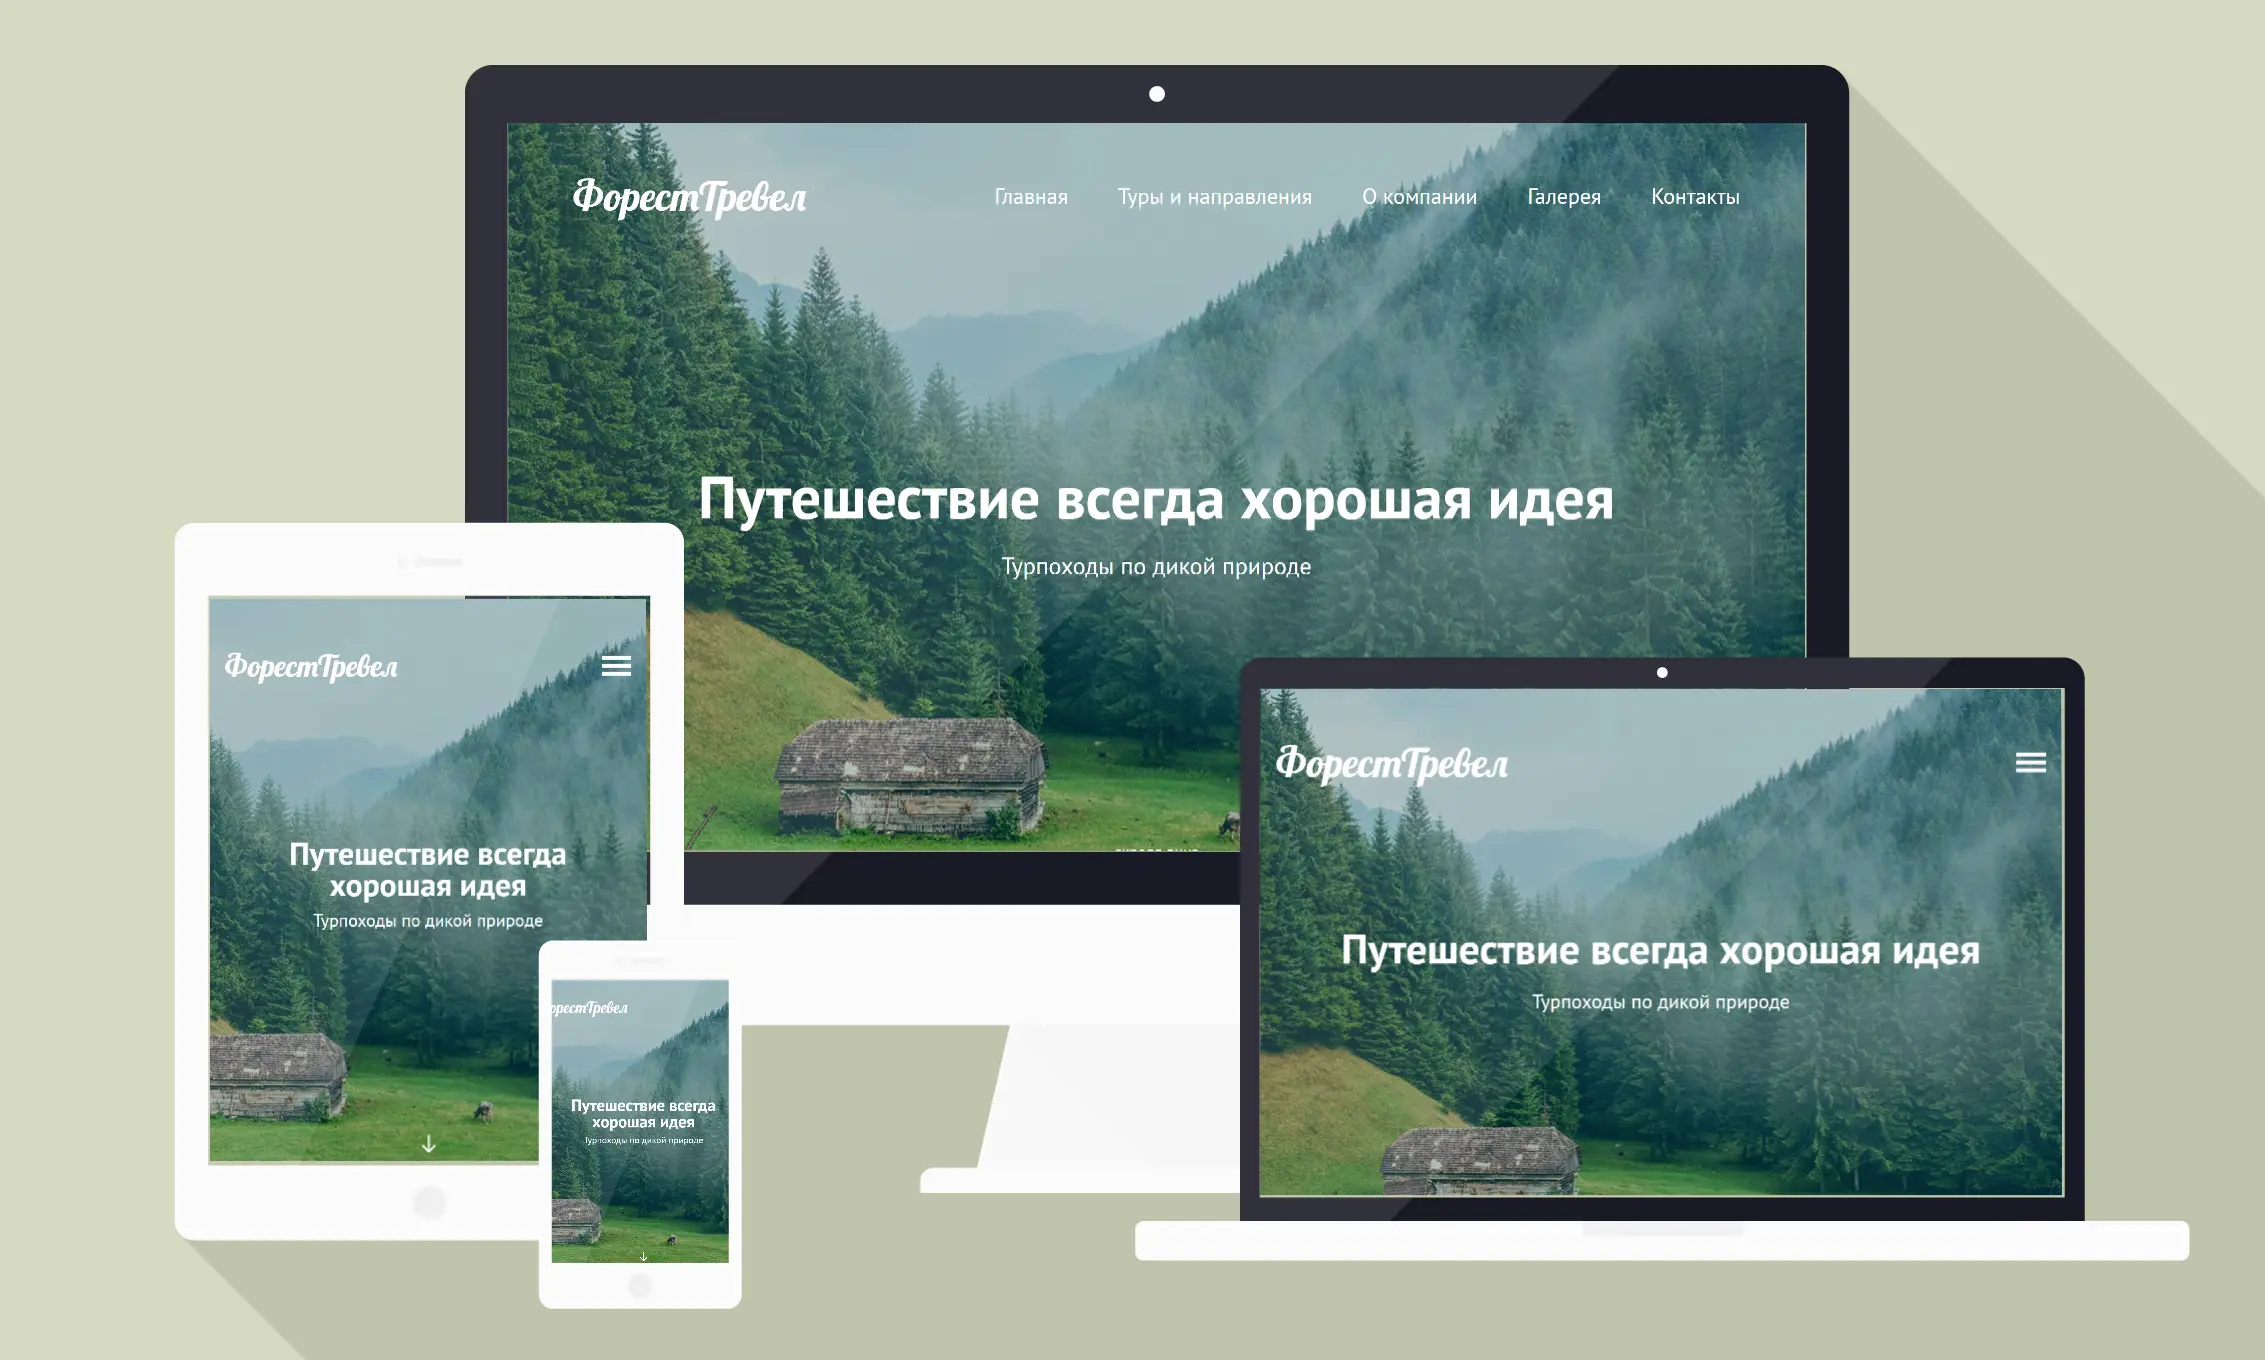 ФорестТревел
Главная Туры и направления О компании Галерея Контакты
Путешествие всегда хорошая идея
Турпоходы по дикой природе
ФорестТревел
Путешествие всегда
хорошая идея
Турпоходы по дикой природе
орестТревел
Путешествие всегда
хорошая идея
Турпоходы по дикой природе
ФорестТревел
Путешествие всегда хорошая идея
Турпоходы по дикой природе